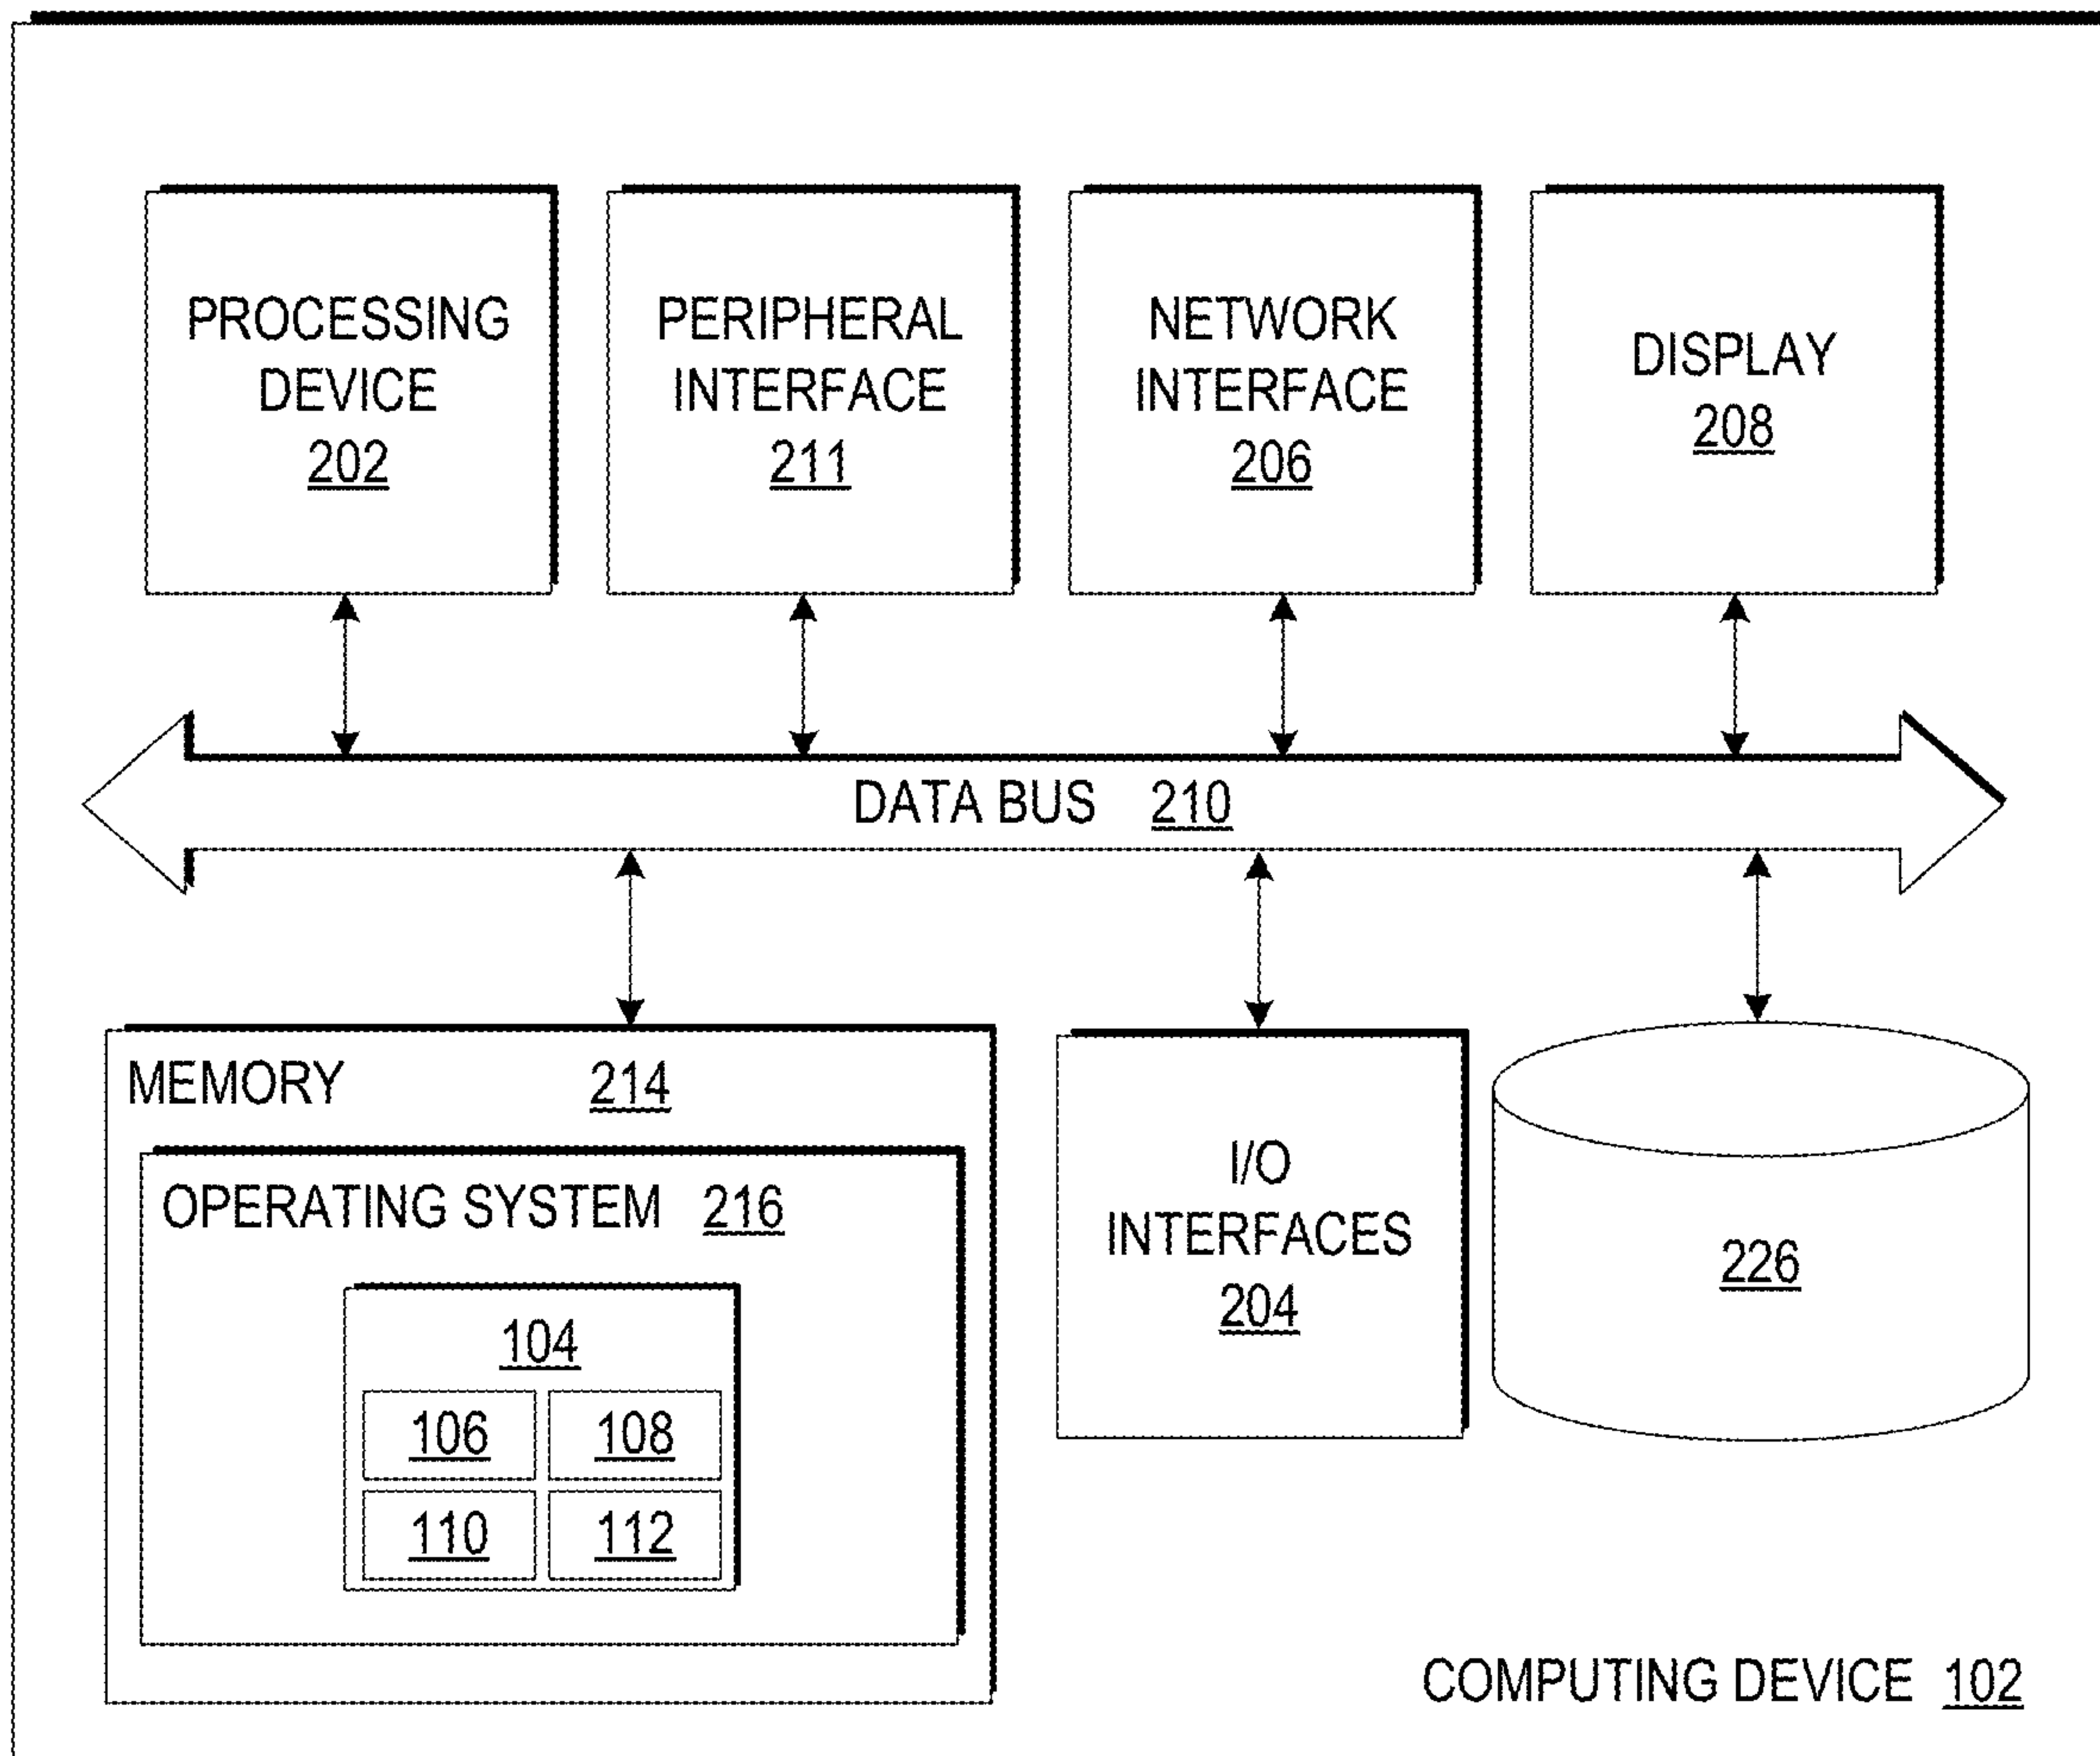 PROCESSING
DEVICE
202
PERIPHERAL
INTERFACE
211
NETWORK
INTERFACE
206
DISPLAY
208
DATA BUS 210
MEMORY 214
OPERATING SYSTEM 216
104
106 108
110 112
I/O
INTERFACES
204
226
COMPUTING DEVICE 102